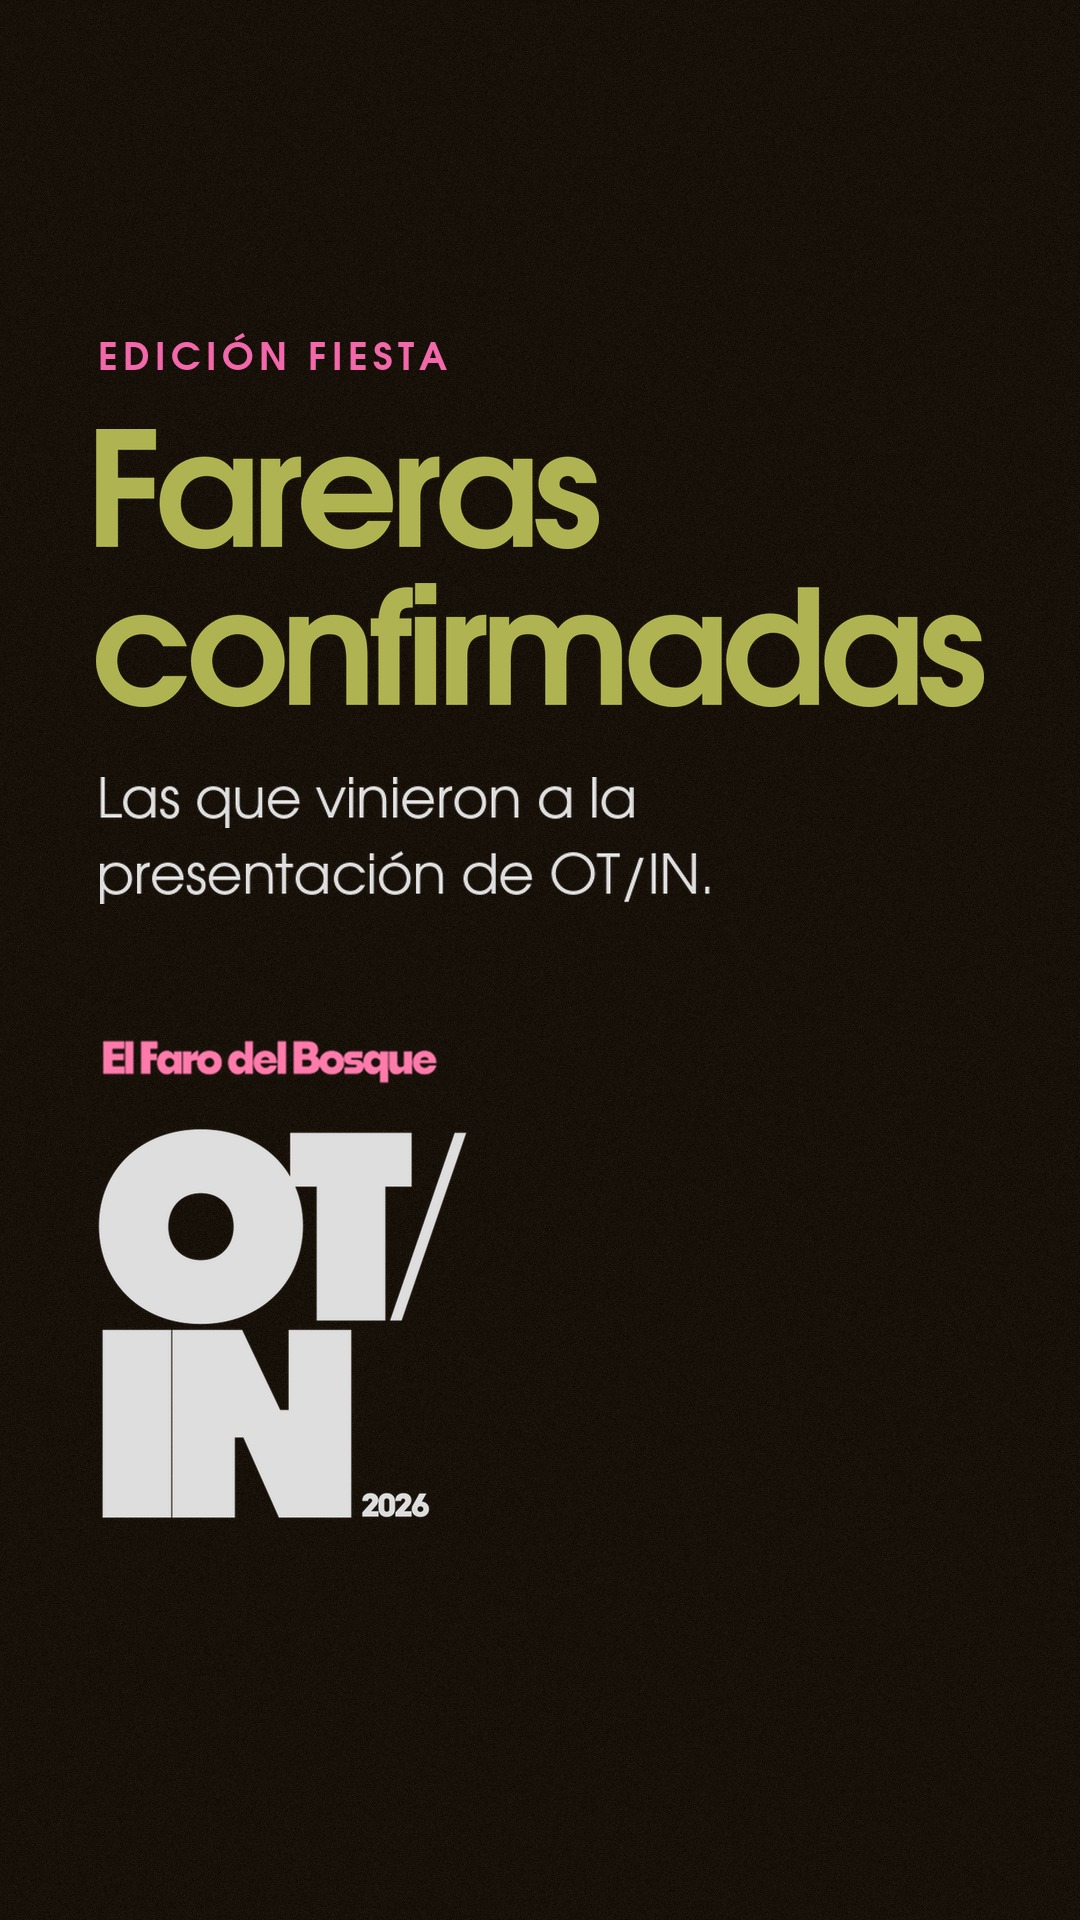 EDICIÓN FIESTA
Fareras
confirmadas
Las que vinieron a la
presentación de OT/IN.
El Faro del Bosque
OT/
IN 2026